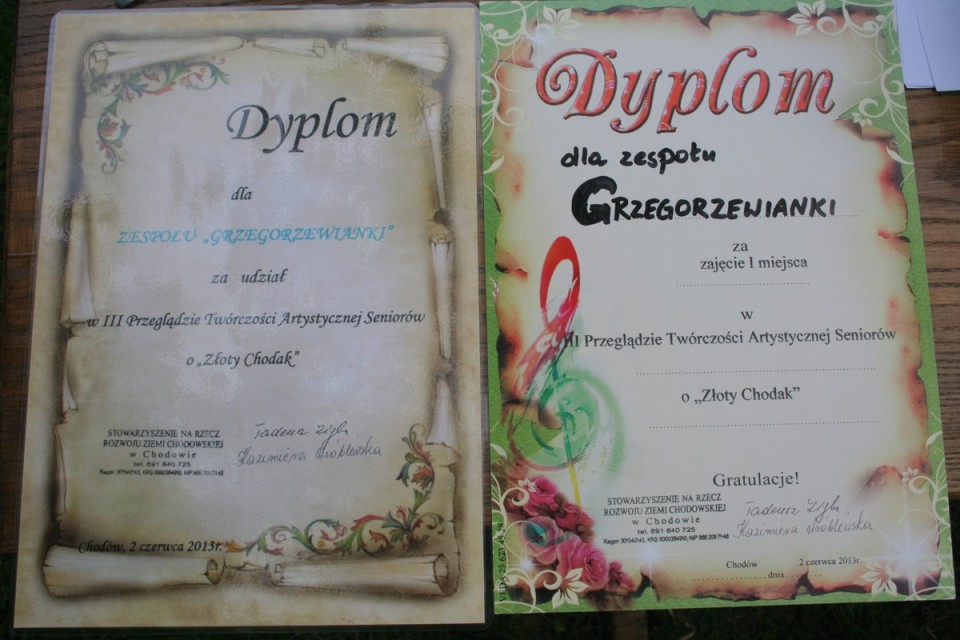 Dyplom
dla
ZESPOŁU „GRZEGORZEWIANKI”
za udział
w III Przeglądzie Twórczości Artystycznej Seniorów
o „Złoty Chodak”
STOWARZYSZENIE NA RZECZ
ROZWOJU ZIEMI CHODOWSKIEJ
w Chodowie
tel. 691 840 725
Tadeusz
Kazimiera Wróblewska
Chodów, 2 czerwca 2013r.
Dyplom
dla zespołu
GRZEGORZEWIANKI
za
zajęcie I miejsca
w
III Przeglądzie Twórczości Artystycznej Seniorów
o „Złoty Chodak”
Gratulacje!
STOWARZYSZENIE NA RZECZ
ROZWOJU ZIEMI CHODOWSKIEJ
w Chodowie
tel. 691 840 725
Tadeusz
Kazimiera Wróblewska
Chodów 2 czerwca 2013r.
dnia